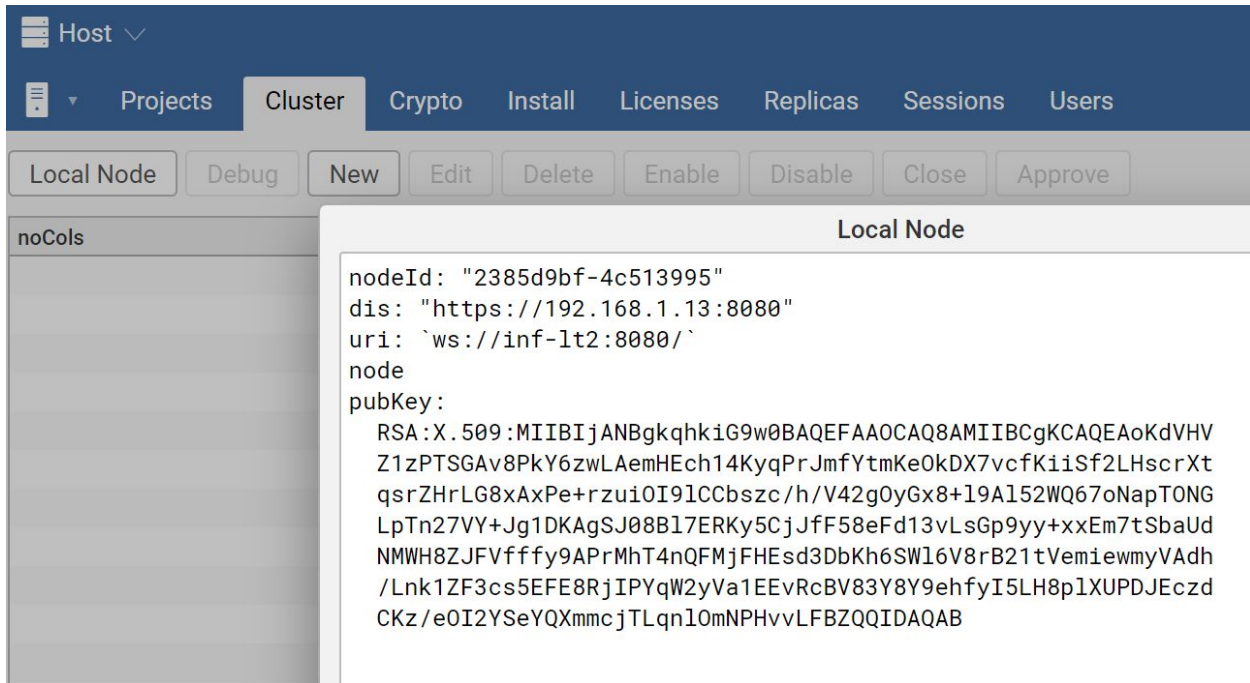 Host
Projects Cluster Crypto Install Licenses Replicas Sessions Users
Local Node Debug New Edit Delete Enable Disable Close Approve
noCols
Local Node
nodeId: "2385d9bf-4c513995"
dis: "https://192.168.1.13:8080"
uri: `ws://inf-lt2:8080/`
node
pubKey:
RSA:X.509:MIIBIjANBgkqhkiG9w0BAQEFAAOCAQ8AMIIBCgKCAQEAoKdVHV
Z1zPTSGAv8PkY6zwLAemHEch14KyqPrJmfYtmKeOkDX7vcfKiiSf2LHscrXt
qsrZHrLG8xAxPe+rzuiOI9lCCbszc/h/V42gOyGx8+l9Al52WQ67oNapTONG
LpTn27VY+Jg1DKAgSJ08Bl7ERKy5CjJfF58eFd13vLsGp9yy+xxEm7tSbaUd
NMWH8ZJFVfffy9APrMhT4nQFMjFHEsd3DbKh6SWl6V8rB21tVemiewmyVAdh
/Lnk1ZF3cs5EFE8RjIPYqW2yVa1EEvRcBV83Y8Y9ehfyI5LH8plXUPDJEczd
CKz/eOI2YSeYQXmmcjTLqnlOmNPHvvLFBZQQIDAQAB